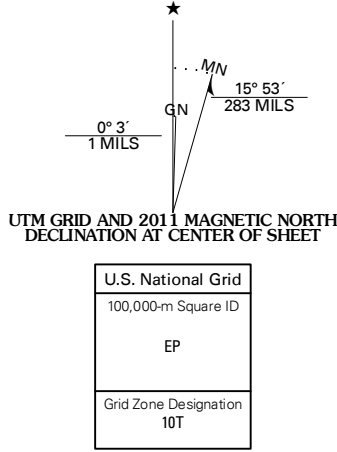 ★
MN
15° 53´
283 MILS
GN
0° 3´
1 MILS
UTM GRID AND 2011 MAGNETIC NORTH
DECLINATION AT CENTER OF SHEET
U.S. National Grid
100,000-m Square ID
EP
Grid Zone Designation
10T